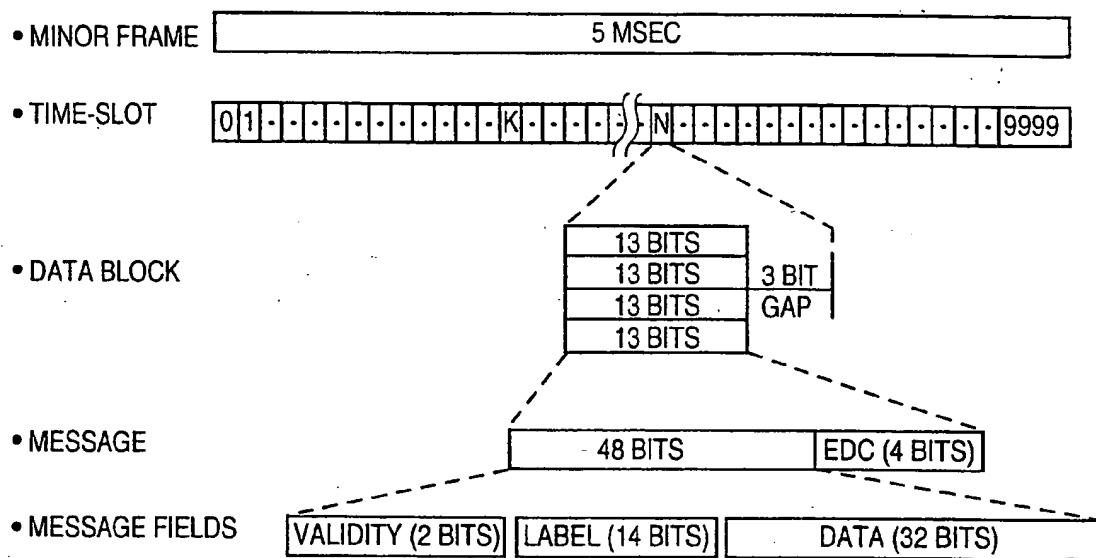 • MINOR FRAME 5 MSEC
• TIME-SLOT 0 1 - - - - - - - - - - - K - - - - - - N - - - - - - - - - - - - - - - 9999
13 BITS
• DATA BLOCK 13 BITS 3 BIT
13 BITS GAP
13 BITS
• MESSAGE 48 BITS EDC (4 BITS)
• MESSAGE FIELDS VALIDITY (2 BITS) LABEL (14 BITS) DATA (32 BITS)